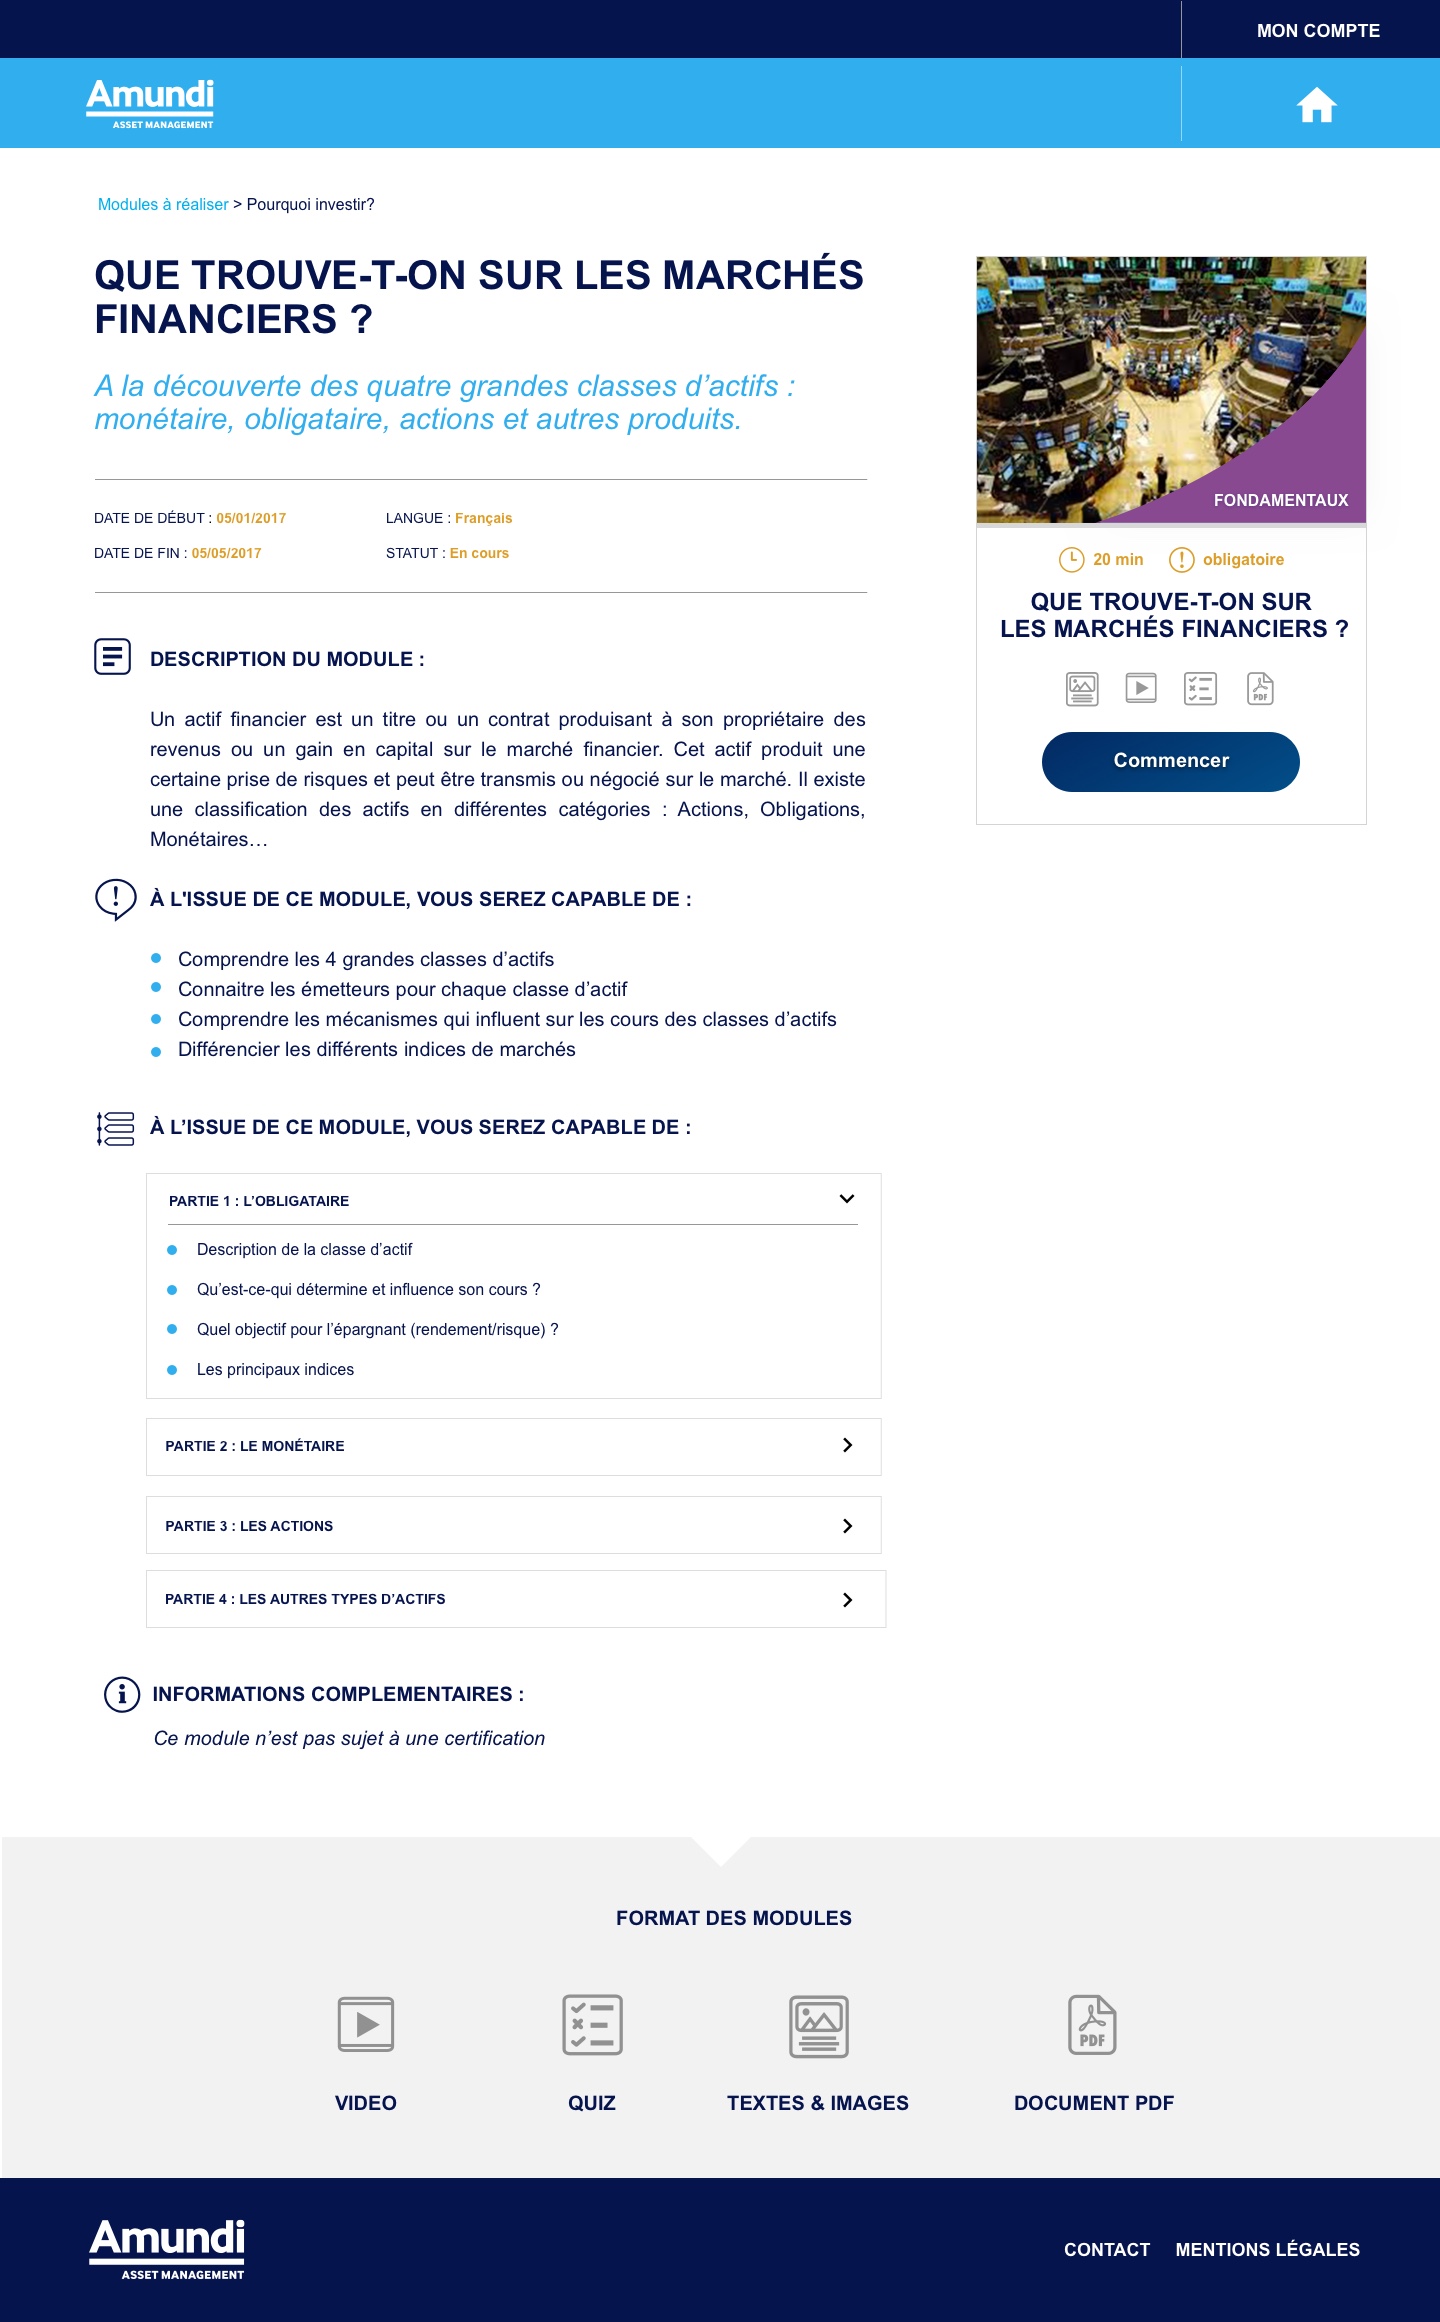 MON COMPTE
Amundi
ASSET MANAGEMENT
Modules à réaliser > Pourquoi investir?
QUE TROUVE-T-ON SUR LES MARCHÉS
FINANCIERS ?
A la découverte des quatre grandes classes d’actifs :
monétaire, obligataire, actions et autres produits.
DATE DE DÉBUT : 05/01/2017
LANGUE : Français
DATE DE FIN : 05/05/2017
STATUT : En cours
FONDAMENTAUX
20 min
obligatoire
QUE TROUVE-T-ON SUR
LES MARCHÉS FINANCIERS ?
PDF
Commencer
DESCRIPTION DU MODULE :
Un actif financier est un titre ou un contrat produisant à son propriétaire des
revenus ou un gain en capital sur le marché financier. Cet actif produit une
certaine prise de risques et peut être transmis ou négocié sur le marché. Il existe
une classification des actifs en différentes catégories : Actions, Obligations,
Monétaires…
À L'ISSUE DE CE MODULE, VOUS SEREZ CAPABLE DE :
Comprendre les 4 grandes classes d’actifs
Connaitre les émetteurs pour chaque classe d’actif
Comprendre les mécanismes qui influent sur les cours des classes d’actifs
Différencier les différents indices de marchés
À L’ISSUE DE CE MODULE, VOUS SEREZ CAPABLE DE :
PARTIE 1 : L’OBLIGATAIRE
Description de la classe d’actif
Qu’est-ce-qui détermine et influence son cours ?
Quel objectif pour l’épargnant (rendement/risque) ?
Les principaux indices
PARTIE 2 : LE MONÉTAIRE
PARTIE 3 : LES ACTIONS
PARTIE 4 : LES AUTRES TYPES D’ACTIFS
INFORMATIONS COMPLEMENTAIRES :
Ce module n’est pas sujet à une certification
FORMAT DES MODULES
PDF
VIDEO
QUIZ
TEXTES & IMAGES
DOCUMENT PDF
Amundi
ASSET MANAGEMENT
CONTACT
MENTIONS LÉGALES